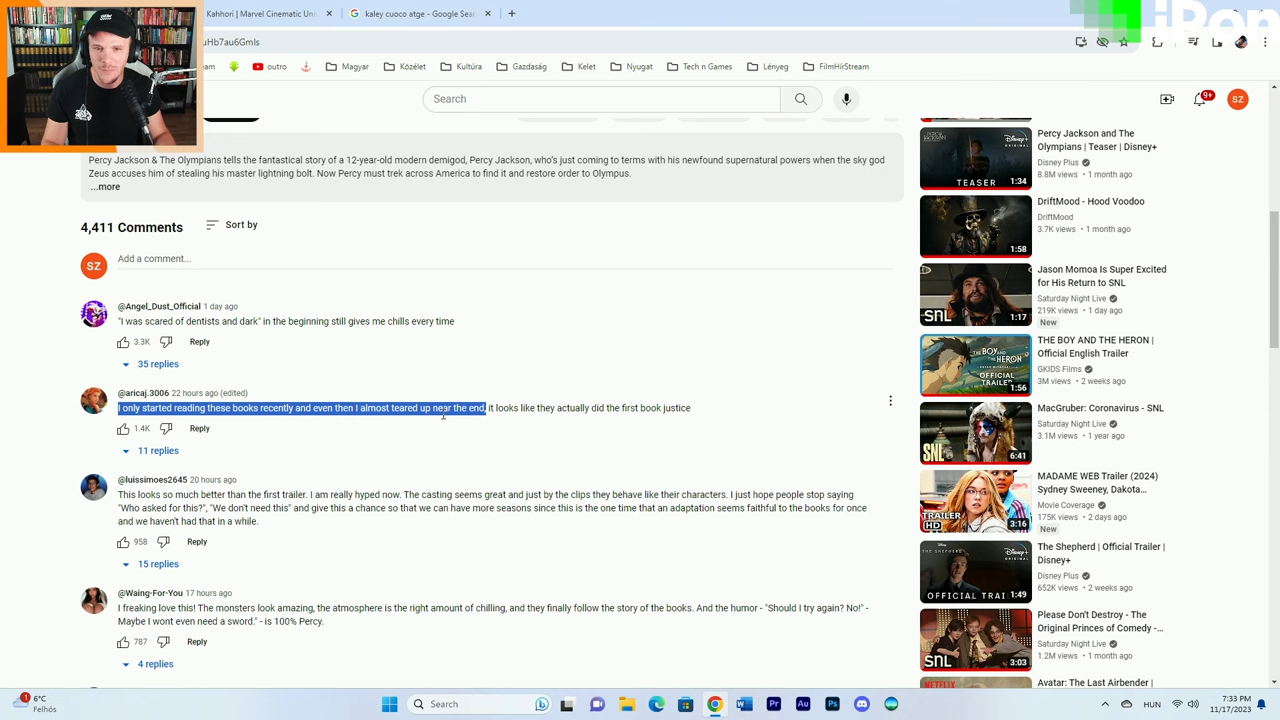 Kahhori | Marvel Cinematic Uni
kaley cuoco atge - Google Sear
iPon
uHb7au6Gmls
outro
Magyar
Közélet
Kultúra
Gazdaság
Kelet
Nyugat
Tech n Game
Lényeg
Zene
FilmHírStream
Search
9+
SZ
Percy Jackson & The Olympians tells the fantastical story of a 12-year-old modern demigod, Percy Jackson, who's just coming to terms with his newfound supernatural powers when the sky god
Zeus accuses him of stealing his master lightning bolt. Now Percy must trek across America to find it and restore order to Olympus.
...more
4,411 Comments
Sort by
SZ
Add a comment...
@Angel_Dust_Official 1 day ago
"I was scared of dentists and dark" in the beginning still gives me chills every time
3.3K
Reply
35 replies
@aricaj.3006 22 hours ago (edited)
I only started reading these books recently and even then I almost teared up near the end, it looks like they actually did the first book justice
1.4K
Reply
11 replies
@luissimoes2645 20 hours ago
This looks so much better than the first trailer. I am really hyped now. The casting seems great and just in the clips they behave like their characters. I just hope people stop saying
"Who asked for this?", "We don't need this" and give this a chance so that we can have more seasons since this is the one time that an adaptation seems faithful to the books for once
and we haven't had that in a while.
958
Reply
15 replies
@Waing-For-You 17 hours ago
I freaking love this! The monsters look amazing, the atmosphere is the right amount of chilling, and they finally follow the story of the books. And the humor - "Should i try again? No!" -
Maybe I wont even need a sword." - is 100% Percy.
787
Reply
4 replies
TEASER
1:34
Percy Jackson and The
Olympians | Teaser | Disney+
Disney Plus
8.8M views • 1 month ago
1:58
DriftMood - Hood Voodoo
DriftMood
3.7K views • 1 month ago
SNL
1:17
Jason Momoa Is Super Excited
for His Return to SNL
Saturday Night Live
219K views • 1 day ago
New
THE BOY AND THE HERON
OFFICIAL
TRAILER
1:56
THE BOY AND THE HERON |
Official English Trailer
GKIDS Films
3M views • 2 weeks ago
SNL
6:41
MacGruber: Coronavirus - SNL
Saturday Night Live
3.1M views • 1 year ago
TRAILER
HD
3:16
MADAME WEB Trailer (2024)
Sydney Sweeney, Dakota...
Movie Coverage
175K views • 2 days ago
New
THE SHEPHERD
OFFICIAL TRAI
1:49
The Shepherd | Official Trailer |
Disney+
Disney Plus
652K views • 2 weeks ago
SNL
3:03
Please Don't Destroy - The
Original Princes of Comedy -...
Saturday Night Live
1.2M views • 1 month ago
NETFLIX
Avatar: The Last Airbender |
1
6°C
Felhős
Search
HUN
7:33 PM
11/17/2023